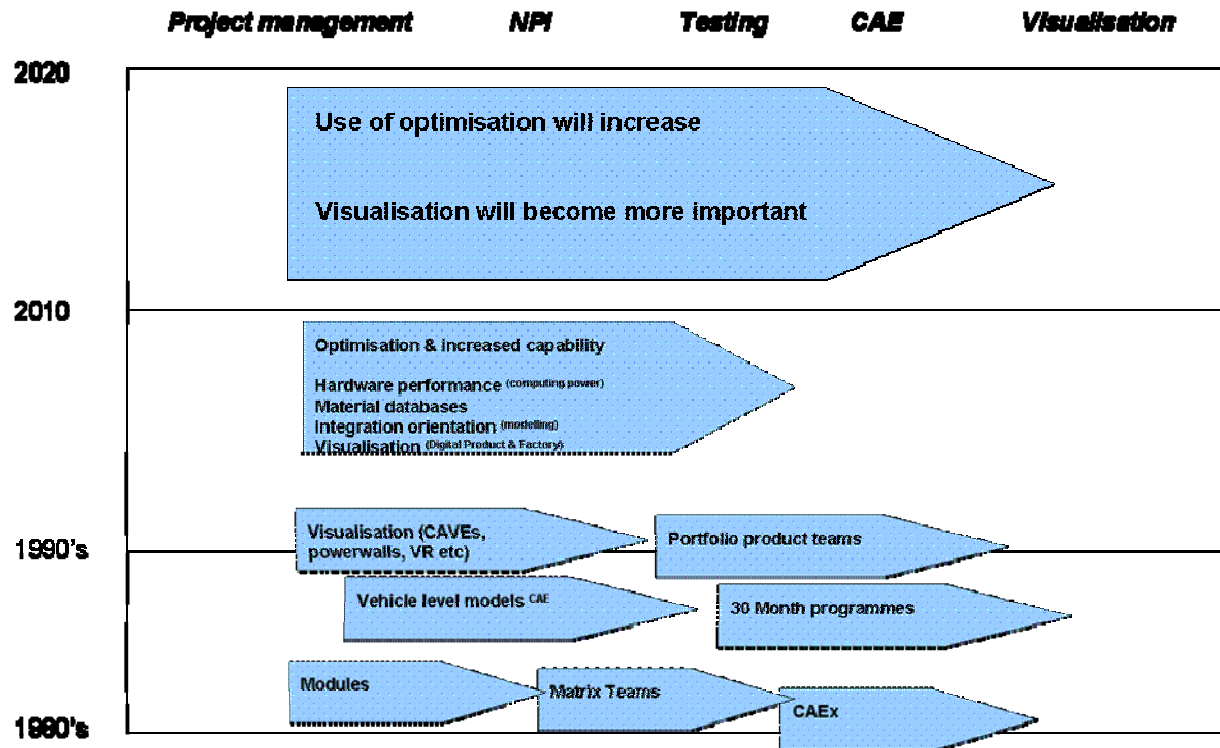 Project management NPI Testing CAE Visualisation
2020
Use of optimisation will increase
Visualisation will become more important
2010
Optimisation & increased capability
Hardware performance (computing power)
Material databases
Integration orientation (modelling)
Visualisation (Digital Product & Factory)
1990's
Visualisation (CAVEs,
powerwalls, VR etc)
Portfolio product teams
Vehicle level models CAE
30 Month programmes
Modules
Matrix Teams
CAEx
1980's